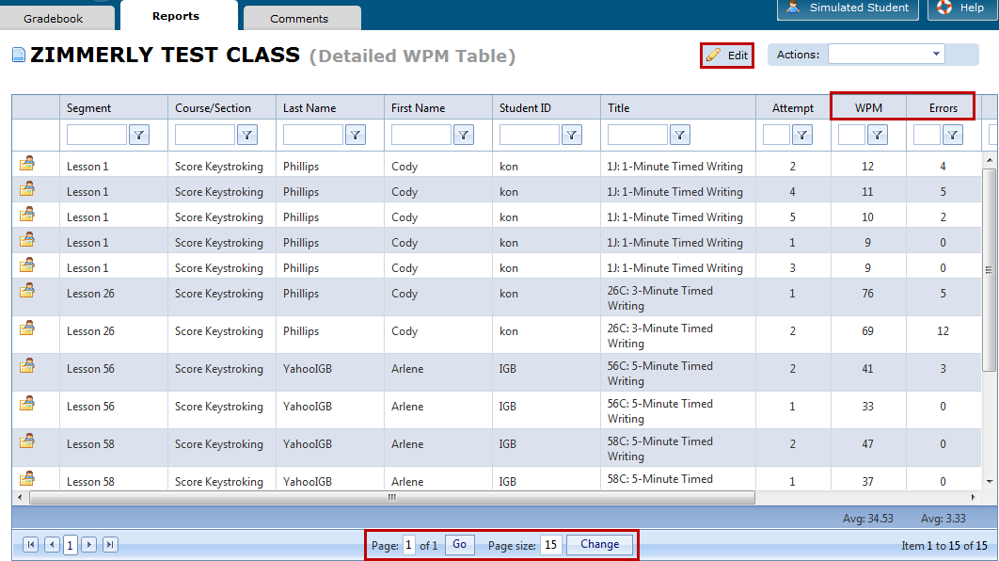 Gradebook Reports Comments Simulated Student Help
ZIMMERLY TEST CLASS (Detailed WPM Table) Edit Actions:
Segment Course/Section Last Name First Name Student ID Title Attempt WPM Errors
Lesson 1 Score Keystroking Phillips Cody kon 1J: 1-Minute Timed Writing 2 12 4
Lesson 1 Score Keystroking Phillips Cody kon 1J: 1-Minute Timed Writing 4 11 5
Lesson 1 Score Keystroking Phillips Cody kon 1J: 1-Minute Timed Writing 5 10 2
Lesson 1 Score Keystroking Phillips Cody kon 1J: 1-Minute Timed Writing 1 9 0
Lesson 1 Score Keystroking Phillips Cody kon 1J: 1-Minute Timed Writing 3 9 0
Lesson 26 Score Keystroking Phillips Cody kon 26C: 3-Minute Timed
Writing 1 76 5
Lesson 26 Score Keystroking Phillips Cody kon 26C: 3-Minute Timed
Writing 2 69 12
Lesson 56 Score Keystroking YahooIGB Arlene IGB 56C: 5-Minute Timed
Writing 2 41 3
Lesson 56 Score Keystroking YahooIGB Arlene IGB 56C: 5-Minute Timed
Writing 1 33 0
Lesson 58 Score Keystroking YahooIGB Arlene IGB 58C: 5-Minute Timed
Writing 2 47 0
Lesson 58 Score Keystroking YahooIGB Arlene IGB 58C: 5-Minute Timed 1 37 0
Avg: 34.53 Avg: 3.33
1 Page: 1 of 1 Go Page size: 15 Change Item 1 to 15 of 15